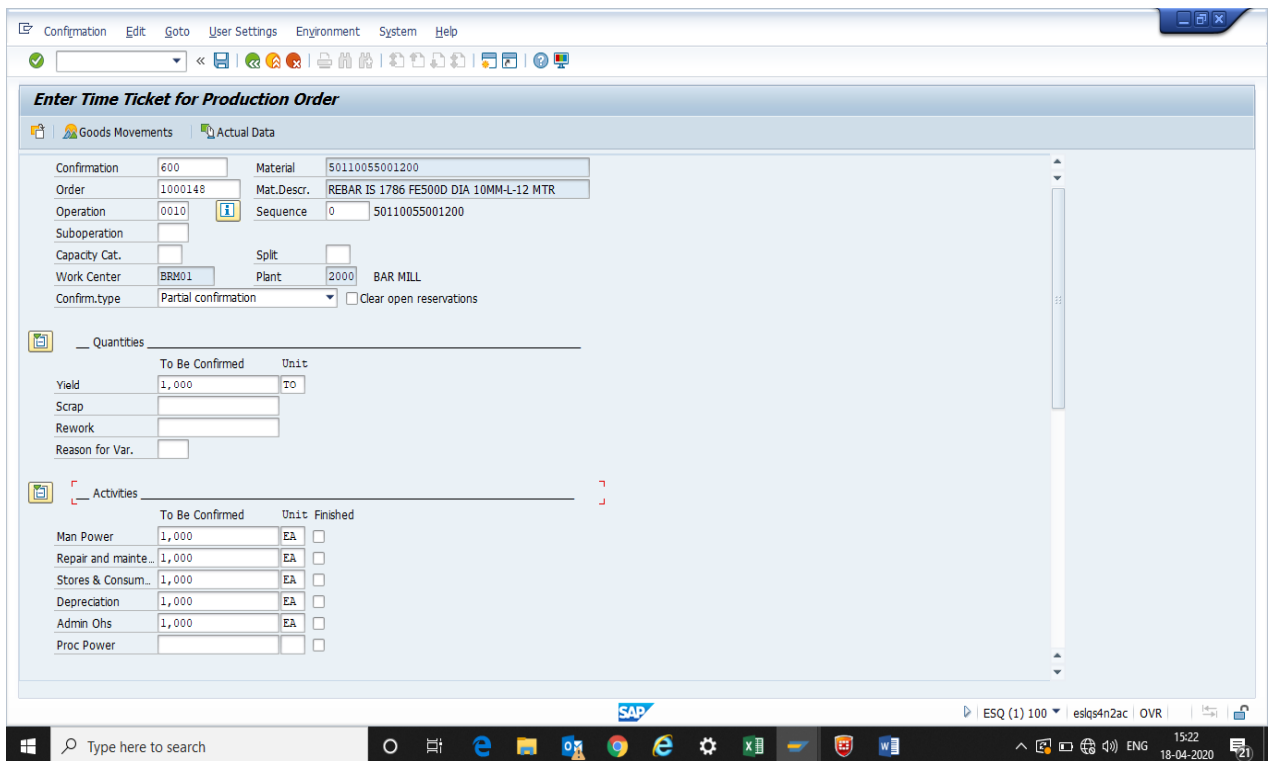 Confirmation Edit Goto User Settings Environment System Help
Enter Time Ticket for Production Order
Goods Movements Actual Data
Confirmation 600 Material 50110055001200
Order 1000148 Mat.Descr. REBAR IS 1786 FE500D DIA 10MM-L-12 MTR
Operation 0010 Sequence 0 50110055001200
Suboperation
Capacity Cat. Split
Work Center BRM01 Plant 2000 BAR MILL
Confirm.type Partial confirmation Clear open reservations
Quantities
To Be Confirmed Unit
Yield 1,000 TO
Scrap
Rework
Reason for Var.
Activities
To Be Confirmed Unit Finished
Man Power 1,000 EA
Repair and mainte... 1,000 EA
Stores & Consum... 1,000 EA
Depreciation 1,000 EA
Admin Ohs 1,000 EA
Proc Power
SAP ESQ (1) 100 eslqs4n2ac OVR
Type here to search ENG 15:22
18-04-2020 21